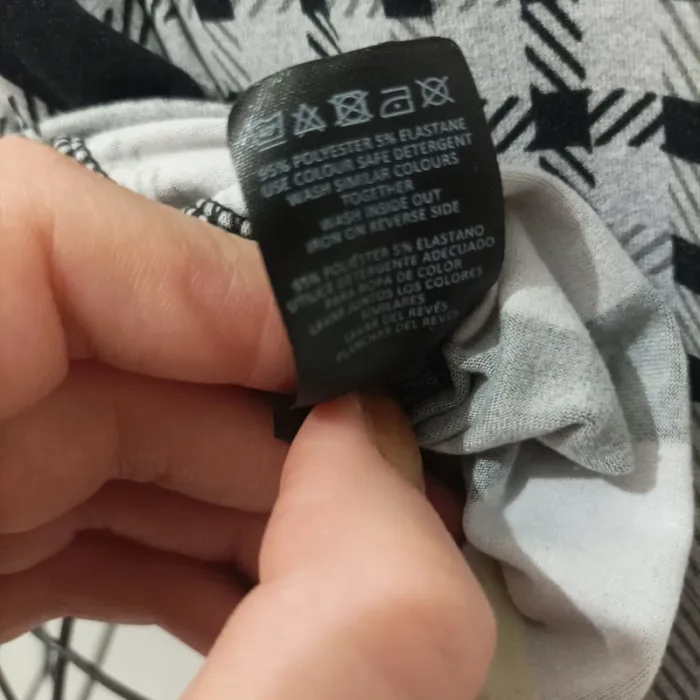 95% POLYESTER 5% ELASTANE
USE COLOUR SAFE DETERGENT
WASH SIMILAR COLOURS
TOGETHER
WASH INSIDE OUT
IRON ON REVERSE SIDE
95% POLIÉSTER 5% ELASTANO
UTILICE DETERGENTE ADECUADO
PARA ROPA DE COLOR
LAVAR JUNTOS LOS COLORES
SIMILARES
LAVAR DEL REVÉS
PLANCHAR DEL REVÉS